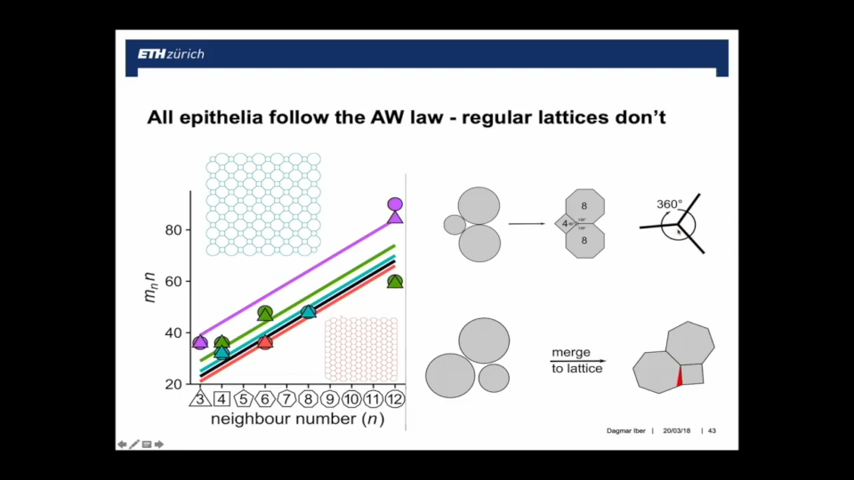 ETH zürich
All epithelia follow the AW law - regular lattices don't
80
60
40
20
mₙ n
3 4 5 6 7 8 9 10 11 12
neighbour number (n)
8
4
8
360°
merge
to lattice
Dagmar Iber | 20/03/18 | 43